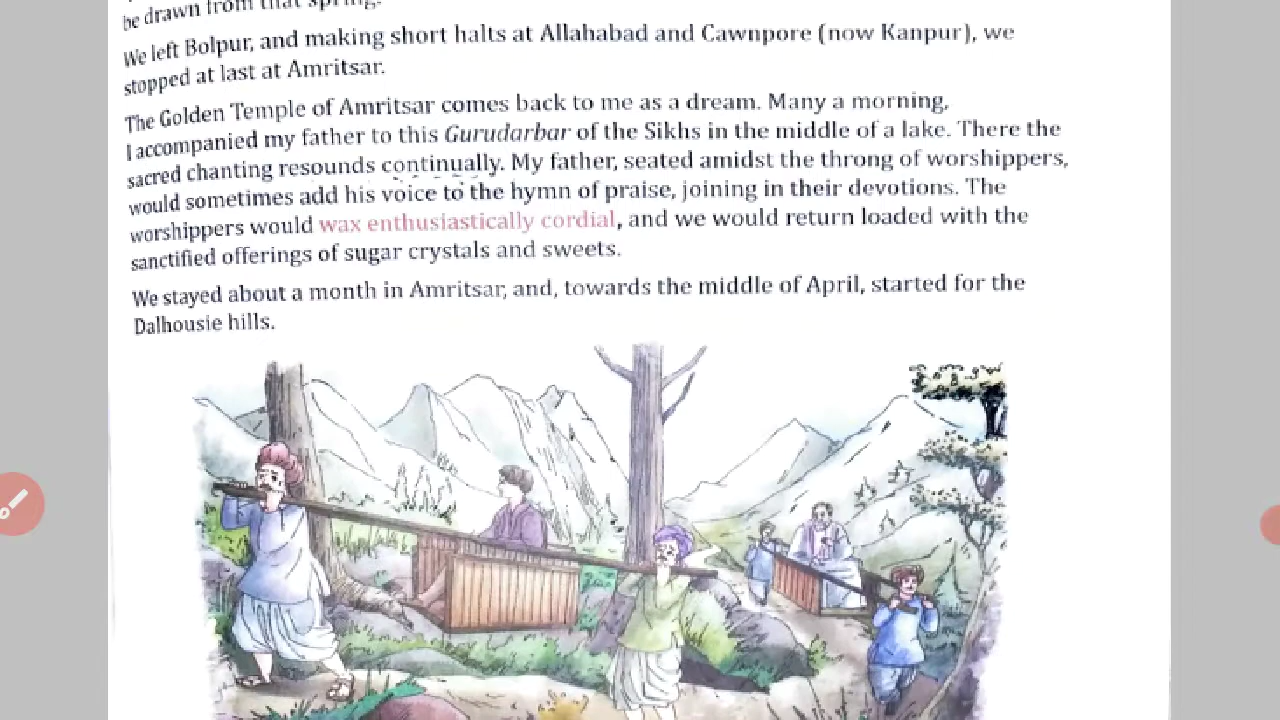 be drawn from that spring.
We left Bolpur, and making short halts at Allahabad and Cawnpore (now Kanpur), we
stopped at last at Amritsar.
The Golden Temple of Amritsar comes back to me as a dream. Many a morning,
I accompanied my father to this Gurudarbar of the Sikhs in the middle of a lake. There the
sacred chanting resounds continually. My father, seated amidst the throng of worshippers,
would sometimes add his voice to the hymn of praise, joining in their devotions. The
worshippers would wax enthusiastically cordial, and we would return loaded with the
sanctified offerings of sugar crystals and sweets.
We stayed about a month in Amritsar, and, towards the middle of April, started for the
Dalhousie hills.